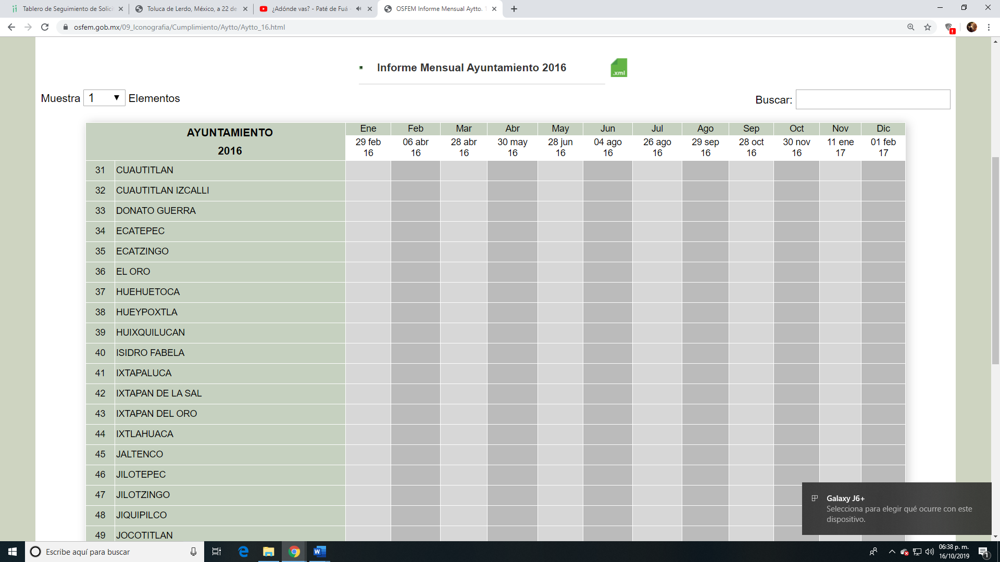 Tablero de Seguimiento de Solicit
Toluca de Lerdo, México, a 22 de
¿Adónde vas? - Paté de Fuá -
OSFEM Informe Mensual Aytto. 1
osfem.gob.mx/09_Iconografia/Cumplimiento/Aytto/Aytto_16.html
Informe Mensual Ayuntamiento 2016
.xml
Muestra 1 Elementos
Buscar:
AYUNTAMIENTO
2016
Ene Feb Mar Abr May Jun Jul Ago Sep Oct Nov Dic
29 feb 06 abr 28 abr 30 may 28 jun 04 ago 26 ago 29 sep 28 oct 30 nov 11 ene 01 feb
16 16 16 16 16 16 16 16 16 16 17 17
31 CUAUTITLAN
32 CUAUTITLAN IZCALLI
33 DONATO GUERRA
34 ECATEPEC
35 ECATZINGO
36 EL ORO
37 HUEHUETOCA
38 HUEYPOXTLA
39 HUIXQUILUCAN
40 ISIDRO FABELA
41 IXTAPALUCA
42 IXTAPAN DE LA SAL
43 IXTAPAN DEL ORO
44 IXTLAHUACA
45 JALTENCO
46 JILOTEPEC
47 JILOTZINGO
48 JIQUIPILCO
49 JOCOTITLAN
Galaxy J6+
Selecciona para elegir qué ocurre con este
dispositivo.
Escribe aquí para buscar
06:38 p. m.
16/10/2019
1